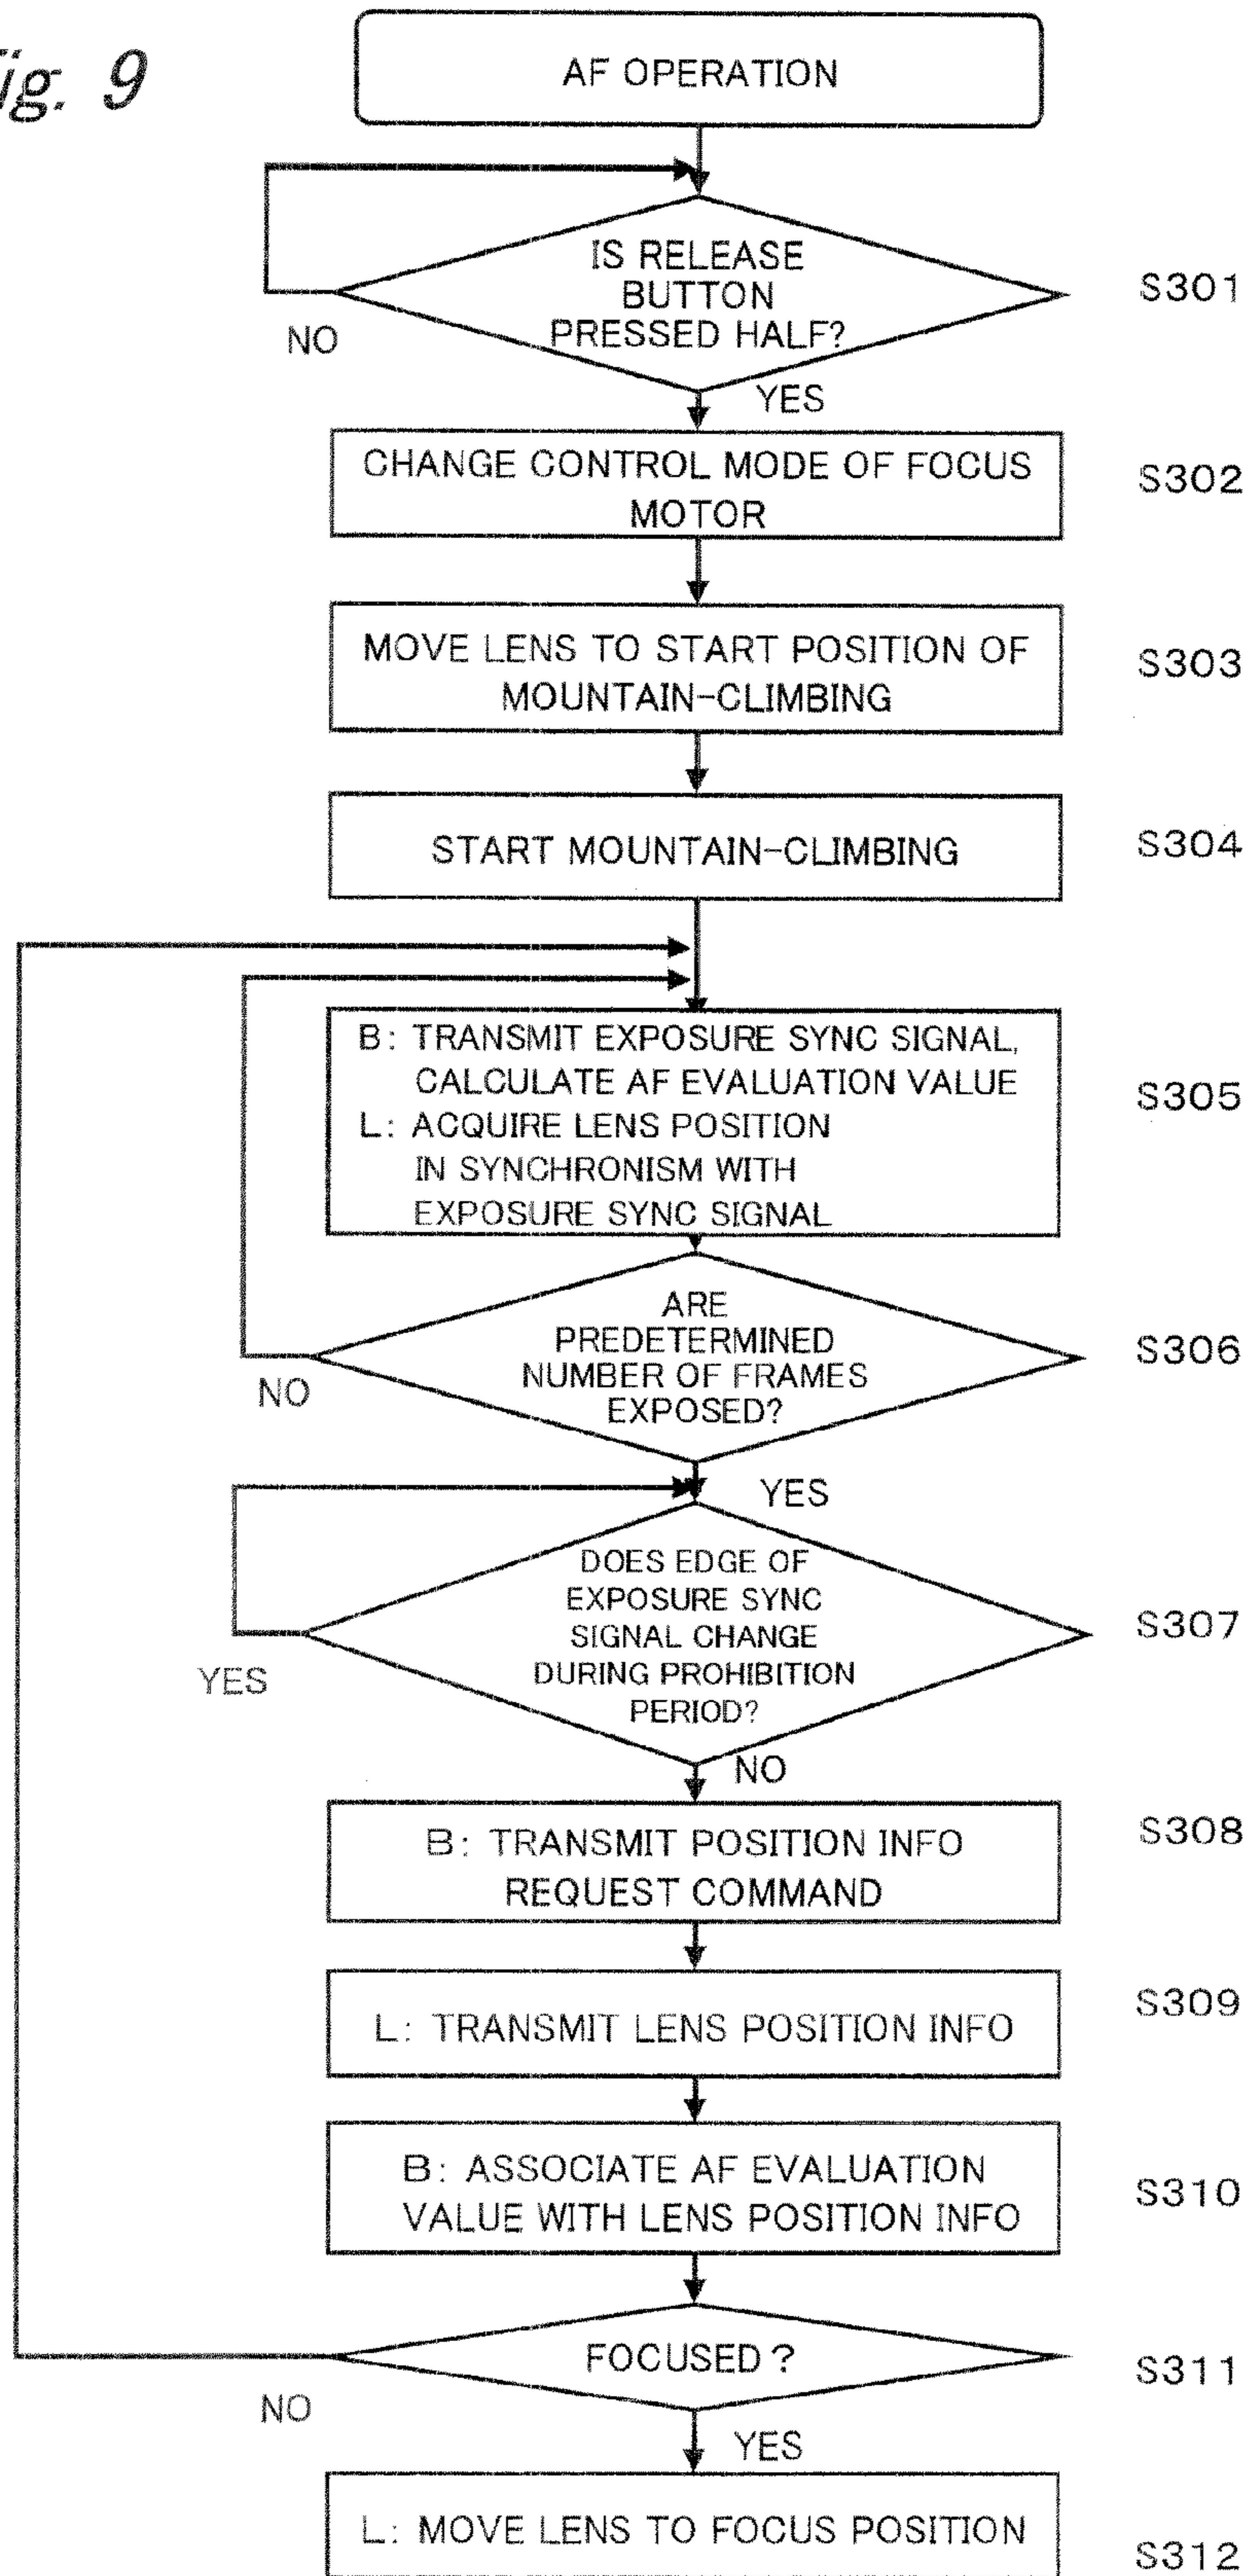 ig. 9
AF OPERATION
IS RELEASE
BUTTON
PRESSED HALF?
S301
NO
YES
CHANGE CONTROL MODE OF FOCUS
MOTOR
S302
MOVE LENS TO START POSITION OF
MOUNTAIN-CLIMBING
S303
START MOUNTAIN-CLIMBING
S304
B: TRANSMIT EXPOSURE SYNC SIGNAL,
CALCULATE AF EVALUATION VALUE
L: ACQUIRE LENS POSITION
IN SYNCHRONISM WITH
EXPOSURE SYNC SIGNAL
S305
ARE
PREDETERMINED
NUMBER OF FRAMES
EXPOSED?
S306
NO
YES
DOES EDGE OF
EXPOSURE SYNC
SIGNAL CHANGE
DURING PROHIBITION
PERIOD?
S307
YES
NO
B: TRANSMIT POSITION INFO
REQUEST COMMAND
S308
L: TRANSMIT LENS POSITION INFO
S309
B: ASSOCIATE AF EVALUATION
VALUE WITH LENS POSITION INFO
S310
FOCUSED ?
S311
NO
YES
L: MOVE LENS TO FOCUS POSITION
S312